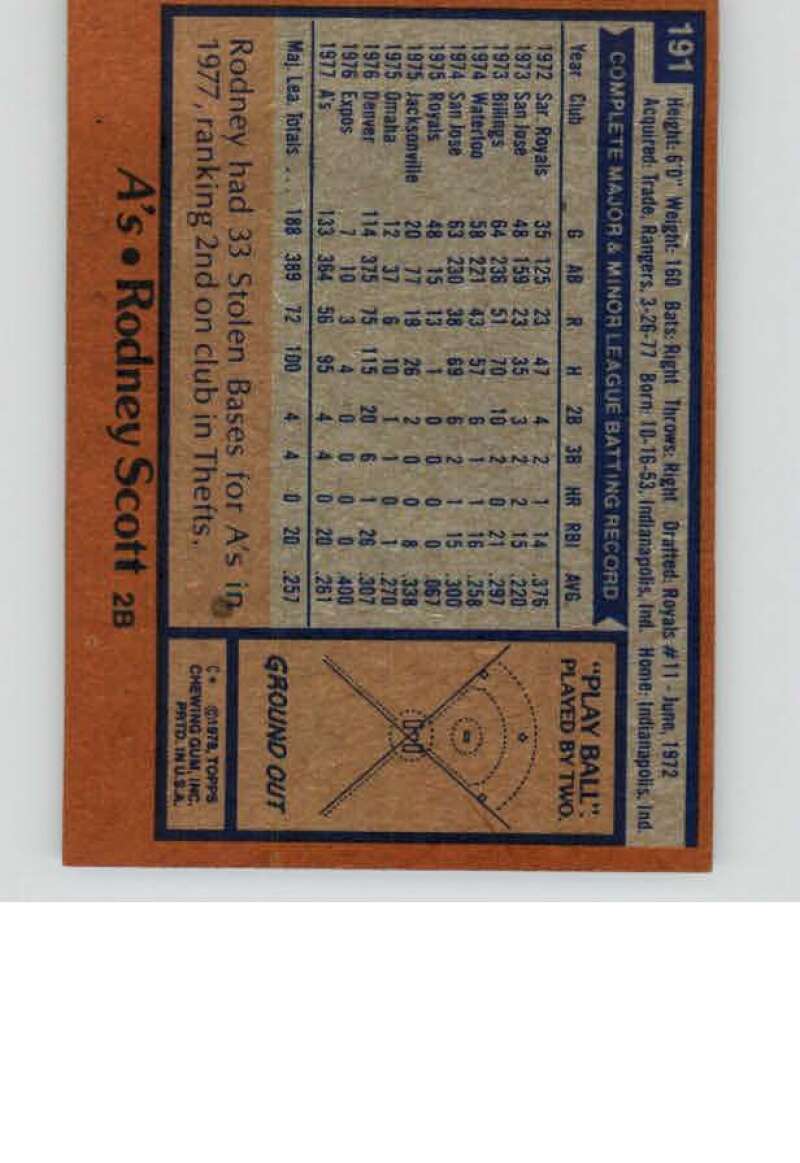 191
Height: 6'0" Weight: 160 Bats: Right Throws: Right Drafted: Royals #11 - June, 1972
Acquired: Trade, Rangers, 3-26-77 Born: 10-16-53, Indianapolis, Ind. Home: Indianapolis, Ind.
COMPLETE MAJOR & MINOR LEAGUE BATTING RECORD
Year Club G AB R H 2B 3B HR RBI AVG.
1972 Sar. Royals 35 125 23 47 4 2 1 14 .376
1973 San Jose 48 159 23 35 3 2 2 15 .220
1973 Billings 64 236 51 70 10 2 0 21 .297
1974 Waterloo 58 221 43 57 6 1 1 16 .258
1974 San Jose 63 230 38 69 6 2 1 15 .300
1975 Royals 48 15 13 1 0 0 0 0 .067
1975 Jacksonville 20 77 19 26 2 0 0 8 .338
1975 Omaha 12 37 6 10 1 1 0 1 .270
1976 Denver 114 375 75 115 20 6 1 26 .307
1976 Expos 7 10 3 4 0 0 0 0 .400
1977 A's 133 364 56 95 4 4 0 20 .261
Maj. Lea. Totals . . 188 389 72 100 4 4 0 20 .257
Rodney had 33 Stolen Bases for A's in
1977, ranking 2nd on club in Thefts.
"PLAY BALL":
PLAYED BY TWO.
GROUND OUT
C* ©1978, TOPPS
CHEWING GUM, INC.
PRTD. IN U.S.A.
A's • Rodney Scott 2B